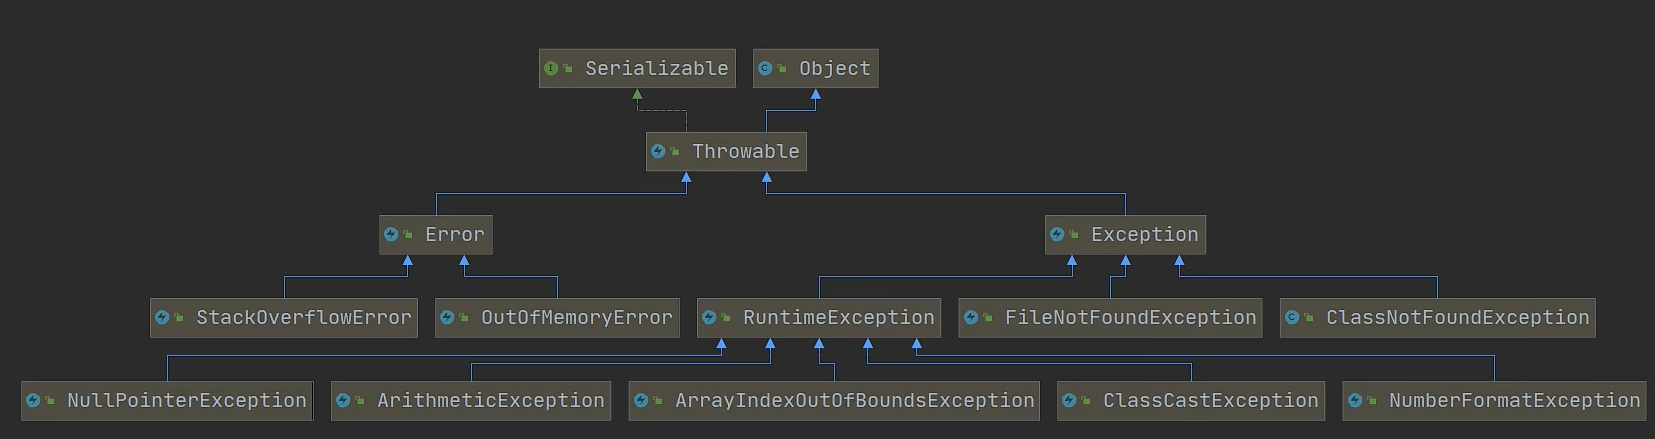 Serializable
Object
Throwable
Error
Exception
StackOverflowError
OutOfMemoryError
RuntimeException
FileNotFoundException
ClassNotFoundException
NullPointerException
ArithmeticException
ArrayIndexOutOfBoundsException
ClassCastException
NumberFormatException